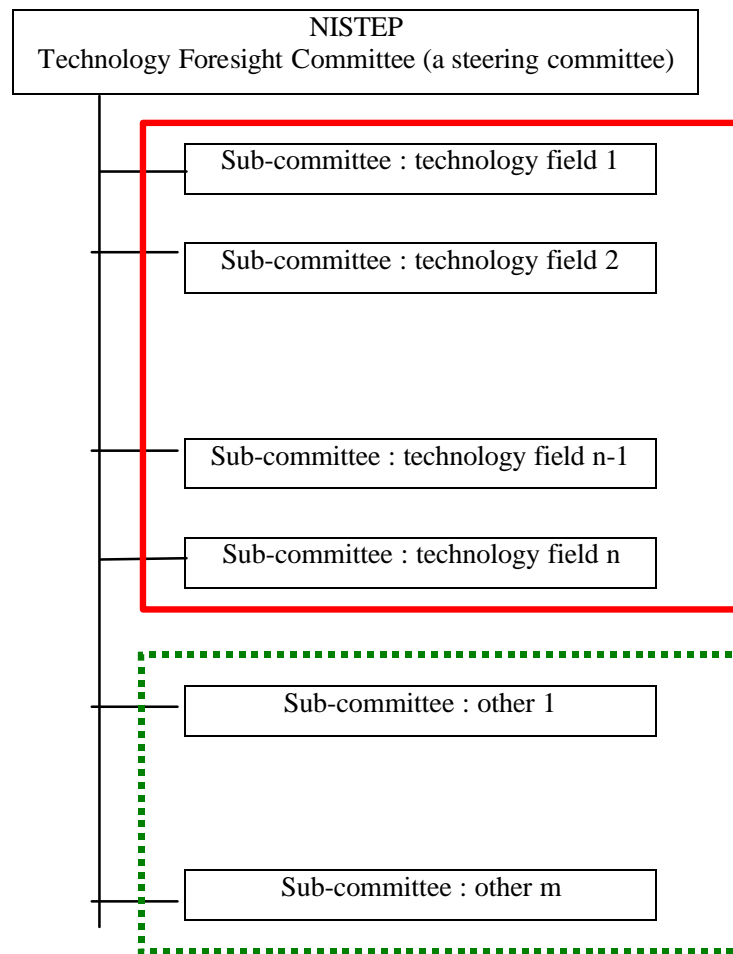 NISTEP
Technology Foresight Committee (a steering committee)
Sub-committee : technology field 1
Sub-committee : technology field 2
Sub-committee : technology field n-1
Sub-committee : technology field n
Sub-committee : other 1
Sub-committee : other m